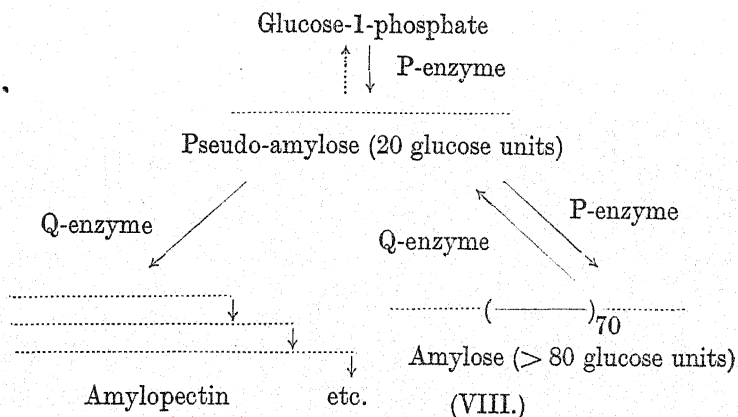 Glucose-1-phosphate
P-enzyme
Pseudo-amylose (20 glucose units)
Q-enzyme
P-enzyme
Q-enzyme
( )70
Amylose (> 80 glucose units)
Amylopectin etc.
(VIII.)